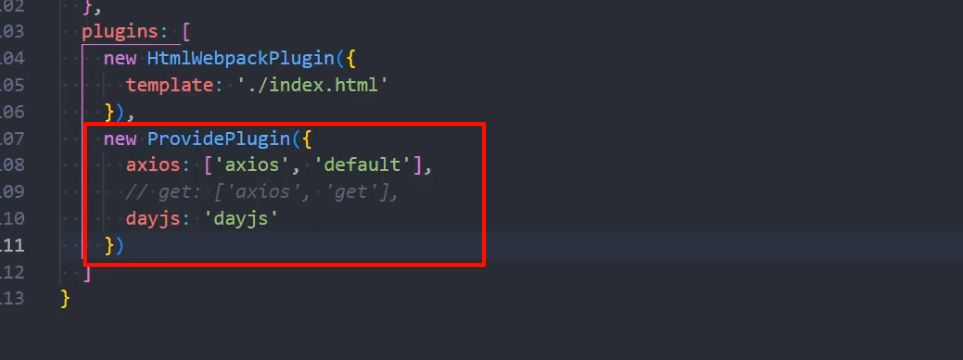 102 },
103 plugins: [
104 new HtmlWebpackPlugin({
105 template: './index.html'
106 }),
107 new ProvidePlugin({
108 axios: ['axios', 'default'],
109 // get: ['axios', 'get'],
110 dayjs: 'dayjs'
111 })
112 ]
113 }